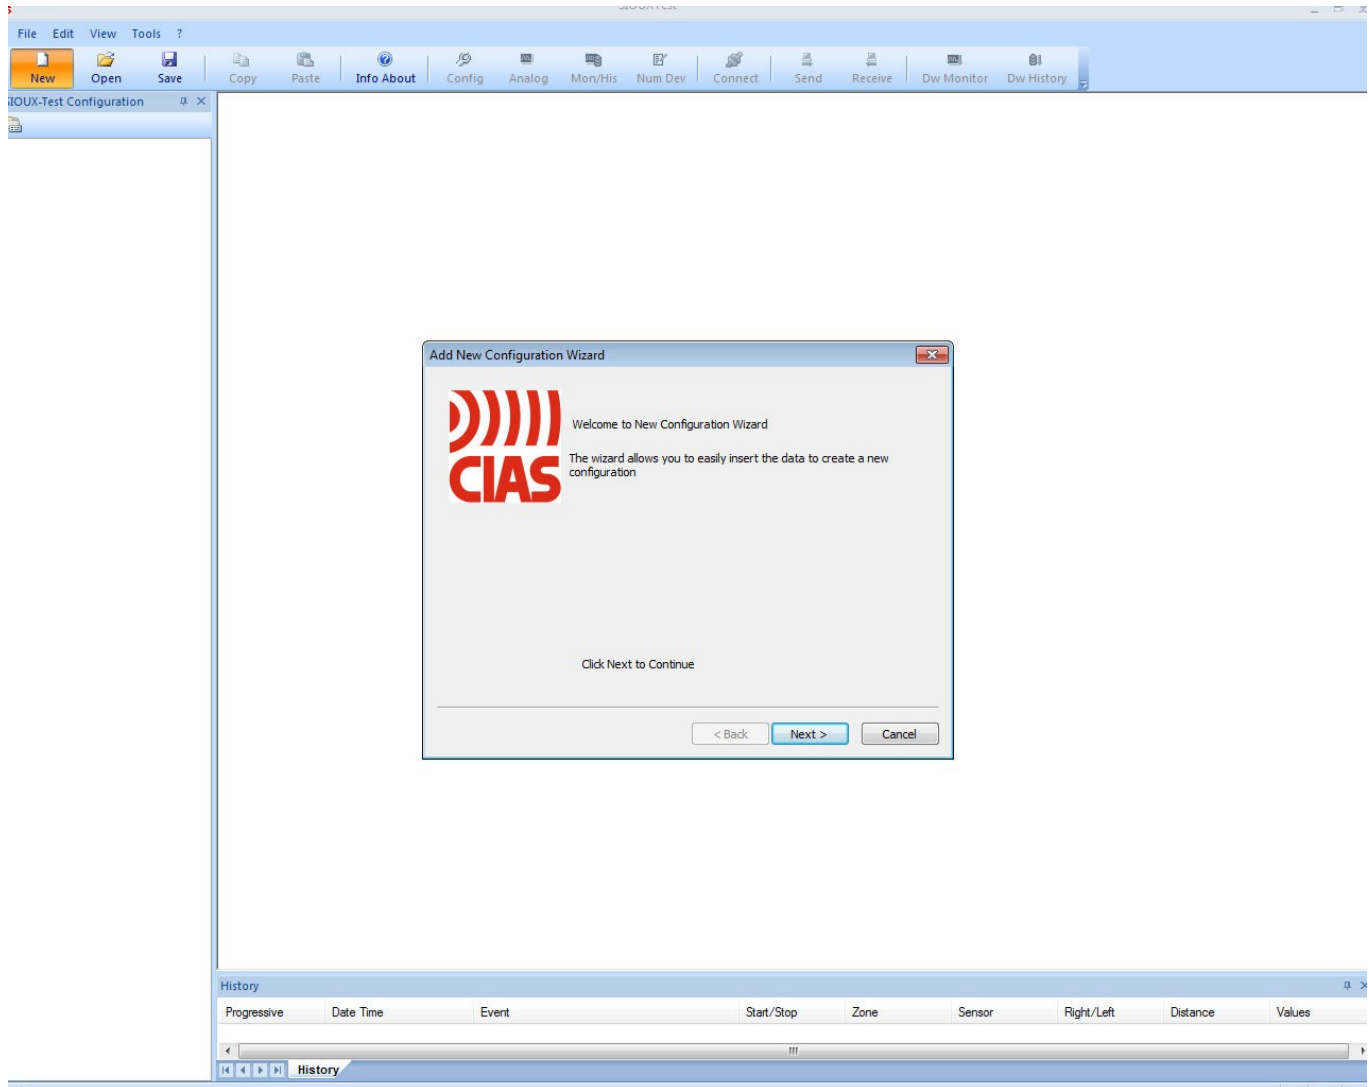 File Edit View Tools ?
New Open Save Copy Paste Info About Config Analog Mon/His Num Dev Connect Send Receive Dw Monitor Dw History
SIOUX-Test Configuration
Add New Configuration Wizard
CIAS
Welcome to New Configuration Wizard
The wizard allows you to easily insert the data to create a new
configuration
Click Next to Continue
< Back Next > Cancel
History
Progressive Date Time Event Start/Stop Zone Sensor Right/Left Distance Values
History